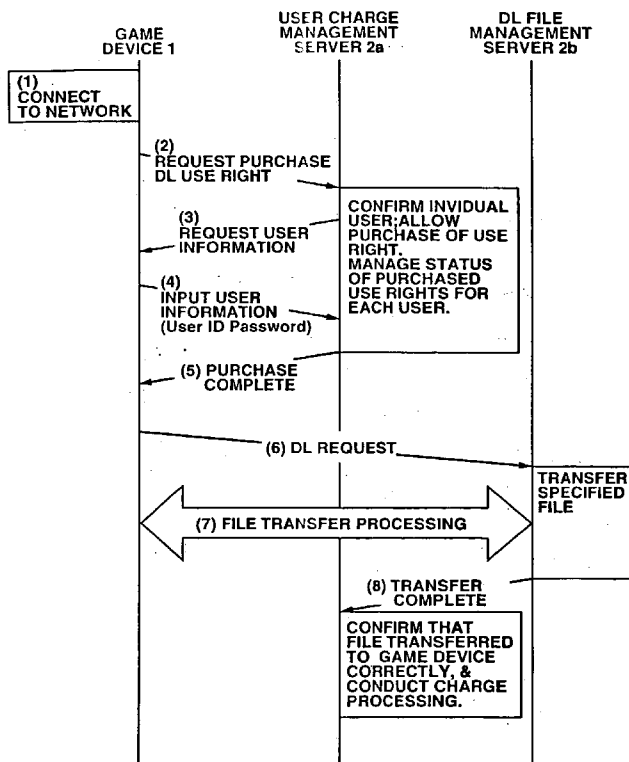 GAME
DEVICE 1
USER CHARGE
MANAGEMENT
SERVER 2a
DL FILE
MANAGEMENT
SERVER 2b
(1)
CONNECT
TO NETWORK
(2)
REQUEST PURCHASE
DL USE RIGHT
(3)
REQUEST USER
INFORMATION
CONFIRM INVIDUAL
USER;ALLOW
PURCHASE OF USE
RIGHT.
MANAGE STATUS
OF PURCHASED
USE RIGHTS FOR
EACH USER.
(4)
INPUT USER
INFORMATION
(User ID Password)
(5) PURCHASE
COMPLETE
(6) DL REQUEST
TRANSFER
SPECIFIED
FILE
(7) FILE TRANSFER PROCESSING
(8) TRANSFER
COMPLETE
CONFIRM THAT
FILE TRANSFERRED
TO GAME DEVICE
CORRECTLY, &
CONDUCT CHARGE
PROCESSING.